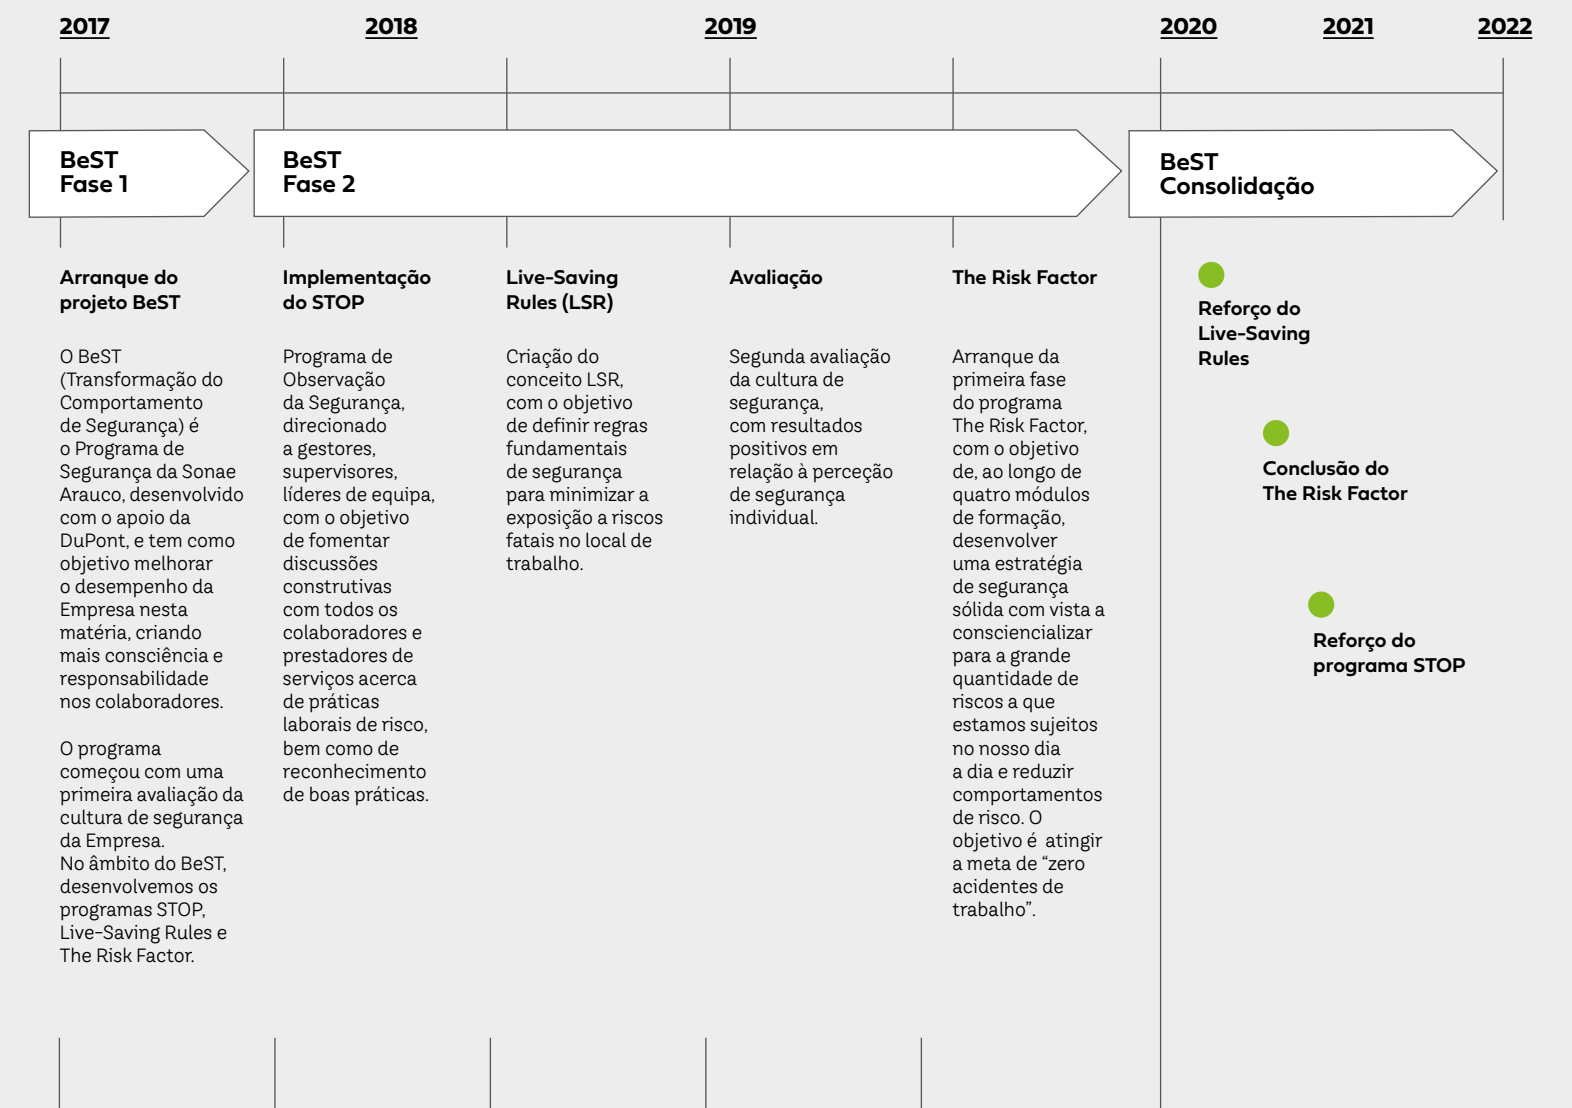 2017
2018
2019
2020
2021
2022
BeST
Fase 1
BeST
Fase 2
BeST
Consolidação
Arranque do
projeto BeST
O BeST
(Transformação do
Comportamento
de Segurança) é
o Programa de
Segurança da Sonae
Arauco, desenvolvido
com o apoio da
DuPont, e tem como
objetivo melhorar
o desempenho da
Empresa nesta
matéria, criando
mais consciência e
responsabilidade
nos colaboradores.
O programa
começou com uma
primeira avaliação da
cultura de segurança
da Empresa.
No âmbito do BeST,
desenvolvemos os
programas STOP,
Live-Saving Rules e
The Risk Factor.
Implementação
do STOP
Programa de
Observação
da Segurança,
direcionado
a gestores,
supervisores,
líderes de equipa,
com o objetivo
de fomentar
discussões
construtivas
com todos os
colaboradores e
prestadores de
serviços acerca
de práticas
laborais de risco,
bem como de
reconhecimento
de boas práticas.
Live-Saving
Rules (LSR)
Criação do
conceito LSR,
com o objetivo
de definir regras
fundamentais
de segurança
para minimizar a
exposição a riscos
fatais no local de
trabalho.
Avaliação
Segunda avaliação
da cultura de
segurança,
com resultados
positivos em
relação à perceção
de segurança
individual.
The Risk Factor
Arranque da
primeira fase
do programa
The Risk Factor,
com o objetivo
de, ao longo de
quatro módulos
de formação,
desenvolver
uma estratégia
de segurança
sólida com vista a
consciencializar
para a grande
quantidade de
riscos a que
estamos sujeitos
no nosso dia
a dia e reduzir
comportamentos
de risco. O
objetivo é  atingir
a meta de “zero
acidentes de
trabalho”.
Reforço do
Live-Saving
Rules
Conclusão do
The Risk Factor
Reforço do
programa STOP